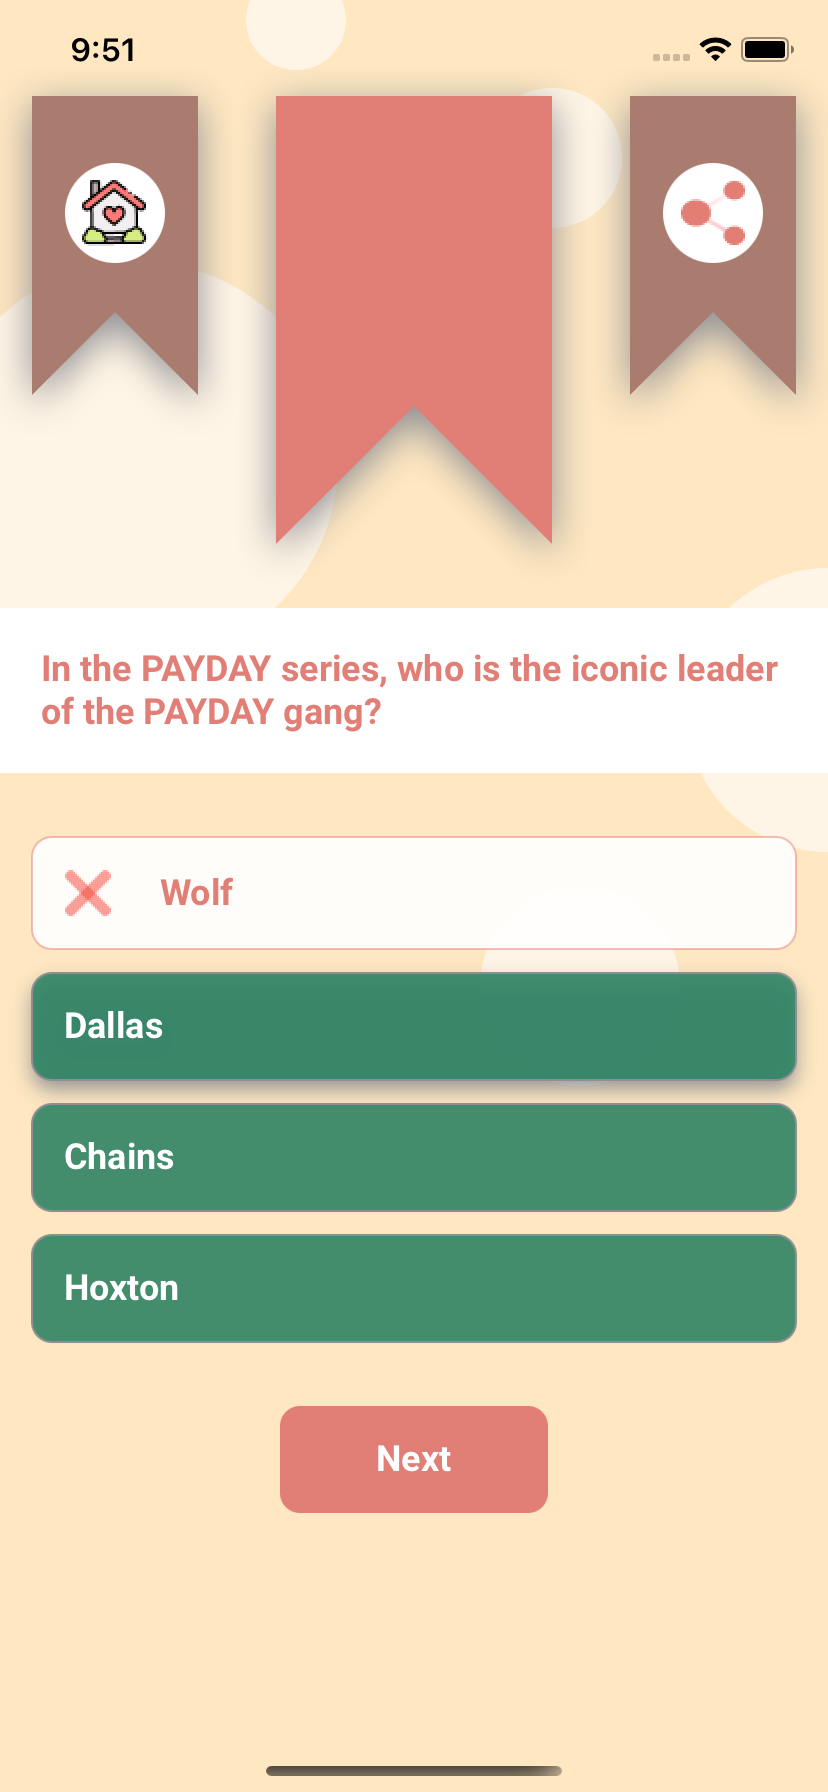 9:51
In the PAYDAY series, who is the iconic leader
of the PAYDAY gang?
Wolf
Dallas
Chains
Hoxton
Next